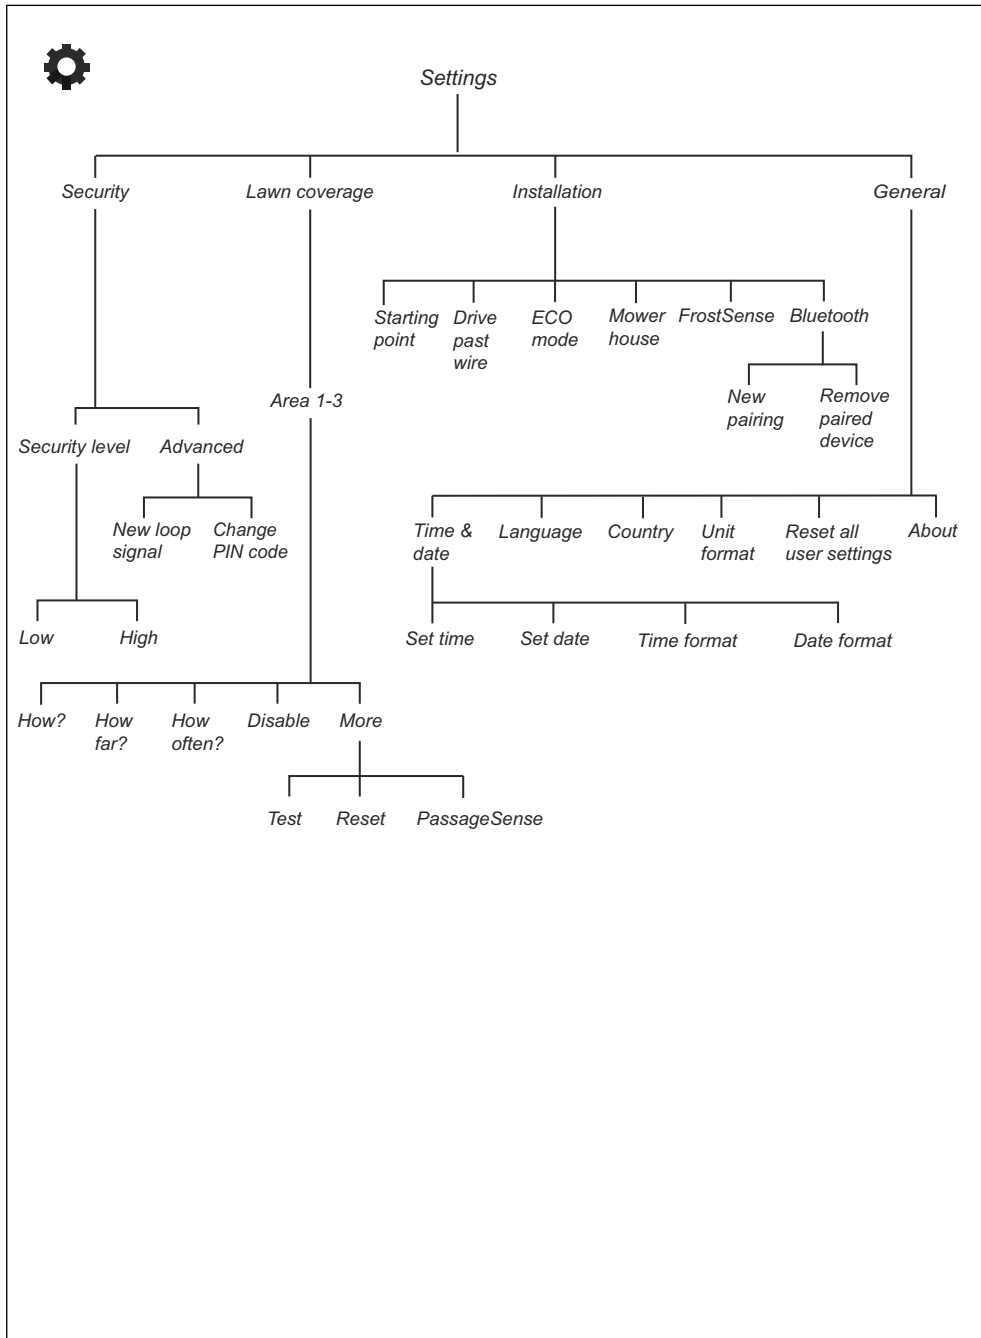 Settings
Security
Lawn coverage
Installation
General
Starting
point
Drive
past
wire
ECO
mode
Mower
house
FrostSense
Bluetooth
New
pairing
Remove
paired
device
Area 1-3
Security level
Advanced
New loop
signal
Change
PIN code
Time &
date
Language
Country
Unit
format
Reset all
user settings
About
Low
High
Set time
Set date
Time format
Date format
How?
How
far?
How
often?
Disable
More
Test
Reset
PassageSense